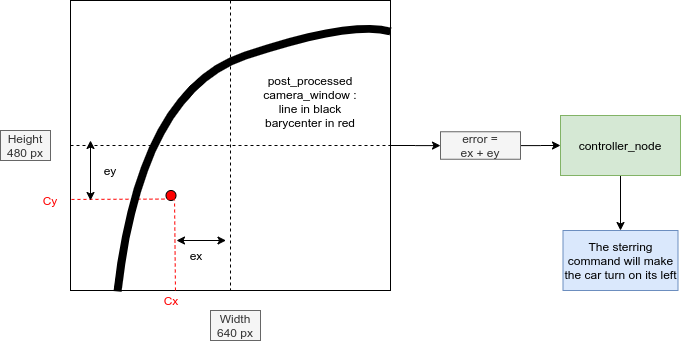 post_processed
camera_window :
line in black
barycenter in red
Height
480 px
ey
error =
ex + ey
controller_node
Cy
ex
The sterring
command will make
the car turn on its left
Cx
Width
640 px